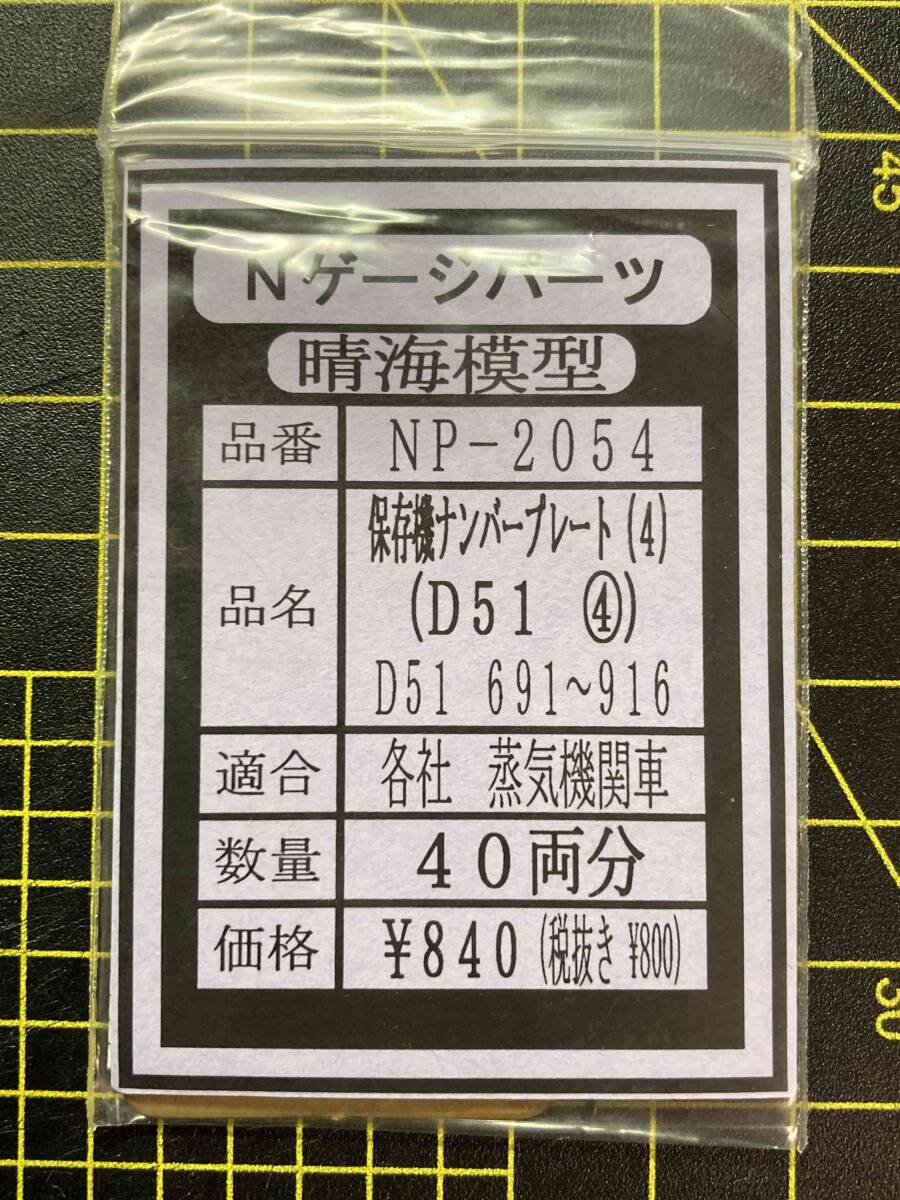 Nゲージパーツ
晴海模型
品番 NP-2054
品名 保存機ナンバープレート(4)
(D51 ④)
D51 691~916
適合 各社 蒸気機関車
数量 40両分
価格 ¥840(税抜き ¥800)
45
30